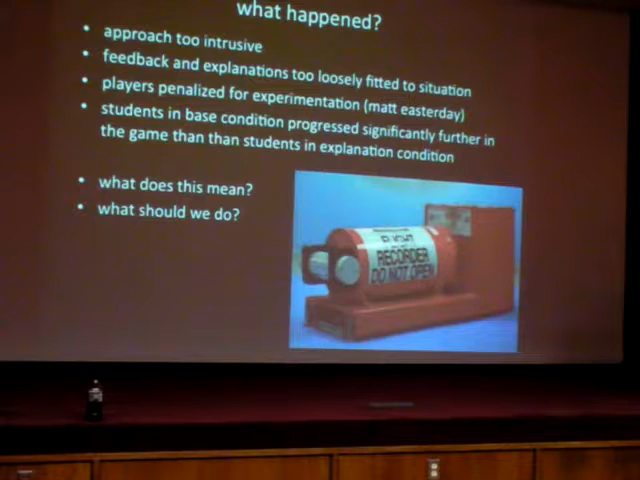 what happened?
• approach too intrusive
• feedback and explanations too loosely fitted to situation
• players penalized for experimentation (matt easterday)
• students in base condition progressed significantly further in
the game than than students in explanation condition
• what does this mean?
• what should we do?
FLIGHT
RECORDER
DO NOT OPEN